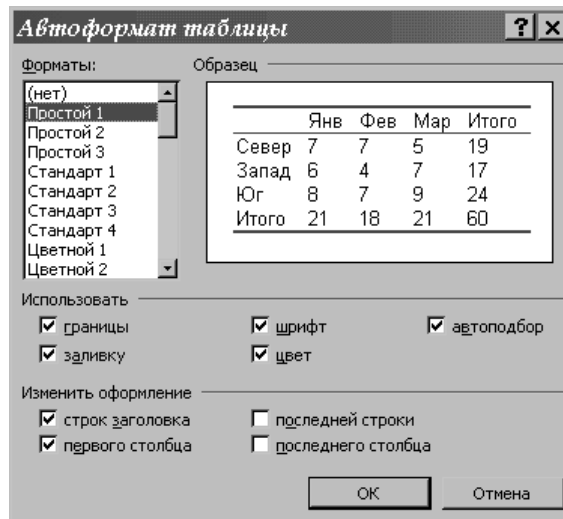 Автоформат таблицы
Форматы:
(нет)
Простой 1
Простой 2
Простой 3
Стандарт 1
Стандарт 2
Стандарт 3
Стандарт 4
Цветной 1
Цветной 2
Образец
Янв Фев Мар Итого
Север 7 7 5 19
Запад 6 4 7 17
Юг 8 7 9 24
Итого 21 18 21 60
Использовать
границы шрифт автоподбор
заливку цвет
Изменить оформление
строк заголовка последней строки
первого столбца последнего столбца
ОК Отмена